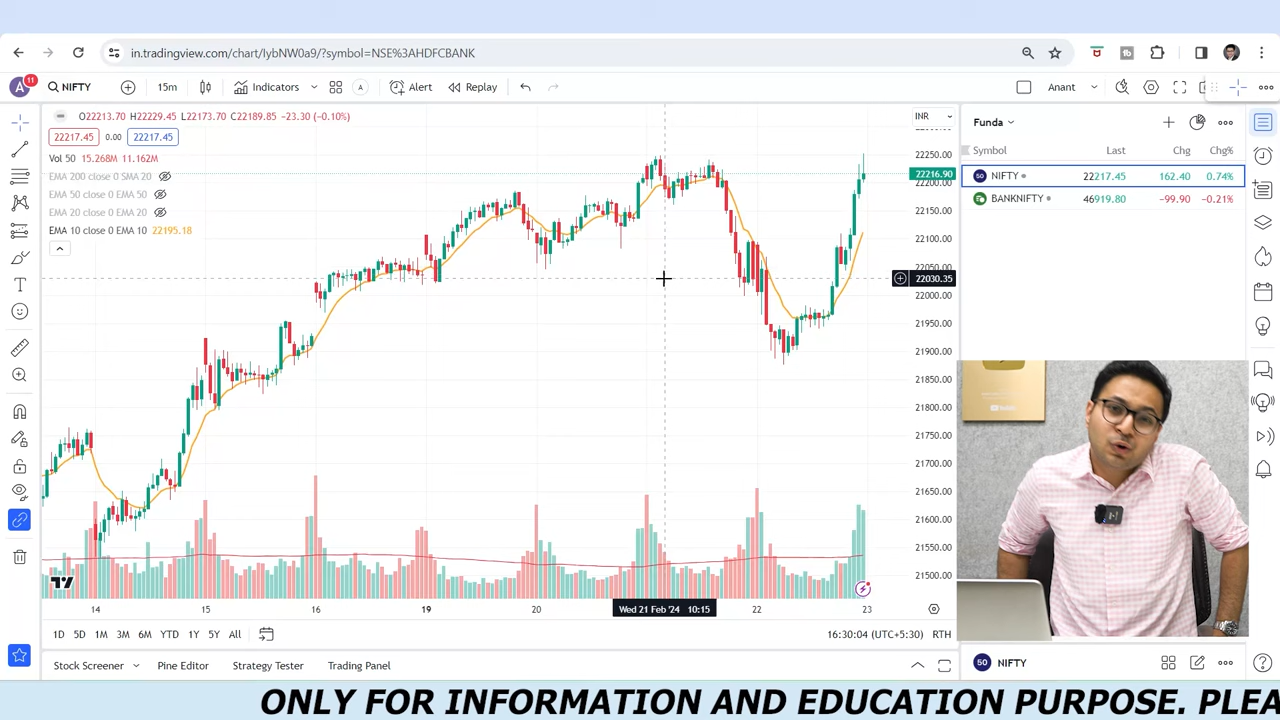 in.tradingview.com/chart/IybNW0a9/?symbol=NSE%3AHDFCBANK
A 11 NIFTY 15m Indicators A Alert Replay Anant
O22213.70 H22229.45 L22173.70 C22189.85 -23.30 (-0.10%)
22217.45 0.00 22217.45
Vol 50 15.268M 11.162M
EMA 200 close 0 SMA 20
EMA 50 close 0 EMA 50
EMA 20 close 0 EMA 20
EMA 10 close 0 EMA 10 22195.18
INR
22250.00
22216.90
22200.00
22150.00
22100.00
22050.00
22030.35
22000.00
21950.00
21900.00
21850.00
21800.00
21750.00
21700.00
21650.00
21600.00
21550.00
21500.00
14 15 16 19 20 Wed 21 Feb '24 10:15 22 23
1D 5D 1M 3M 6M YTD 1Y 5Y All 16:30:04 (UTC+5:30) RTH
Stock Screener Pine Editor Strategy Tester Trading Panel
Funda
Symbol Last Chg Chg%
50 NIFTY 22217.45 162.40 0.74%
BANKNIFTY 46919.80 -99.90 -0.21%
50 NIFTY
ONLY FOR INFORMATION AND EDUCATION PURPOSE. PLEA